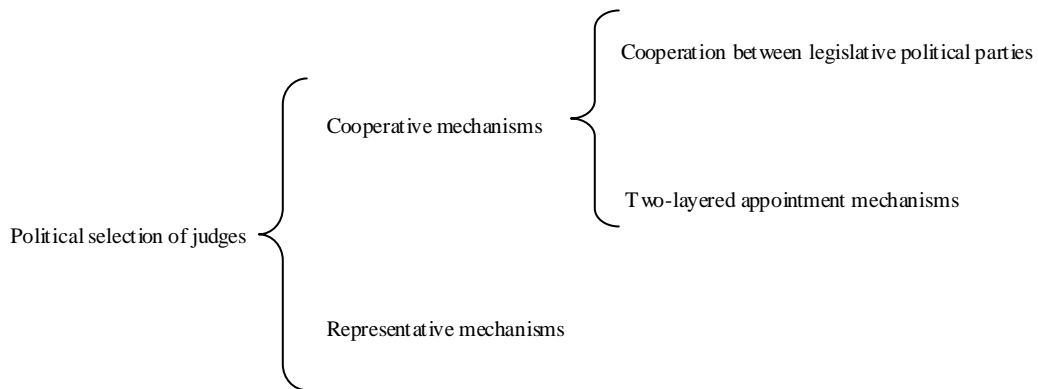 Cooperation between legislative political parties
Cooperative mechanisms
Two-layered appointment mechanisms
Political selection of judges
Representative mechanisms